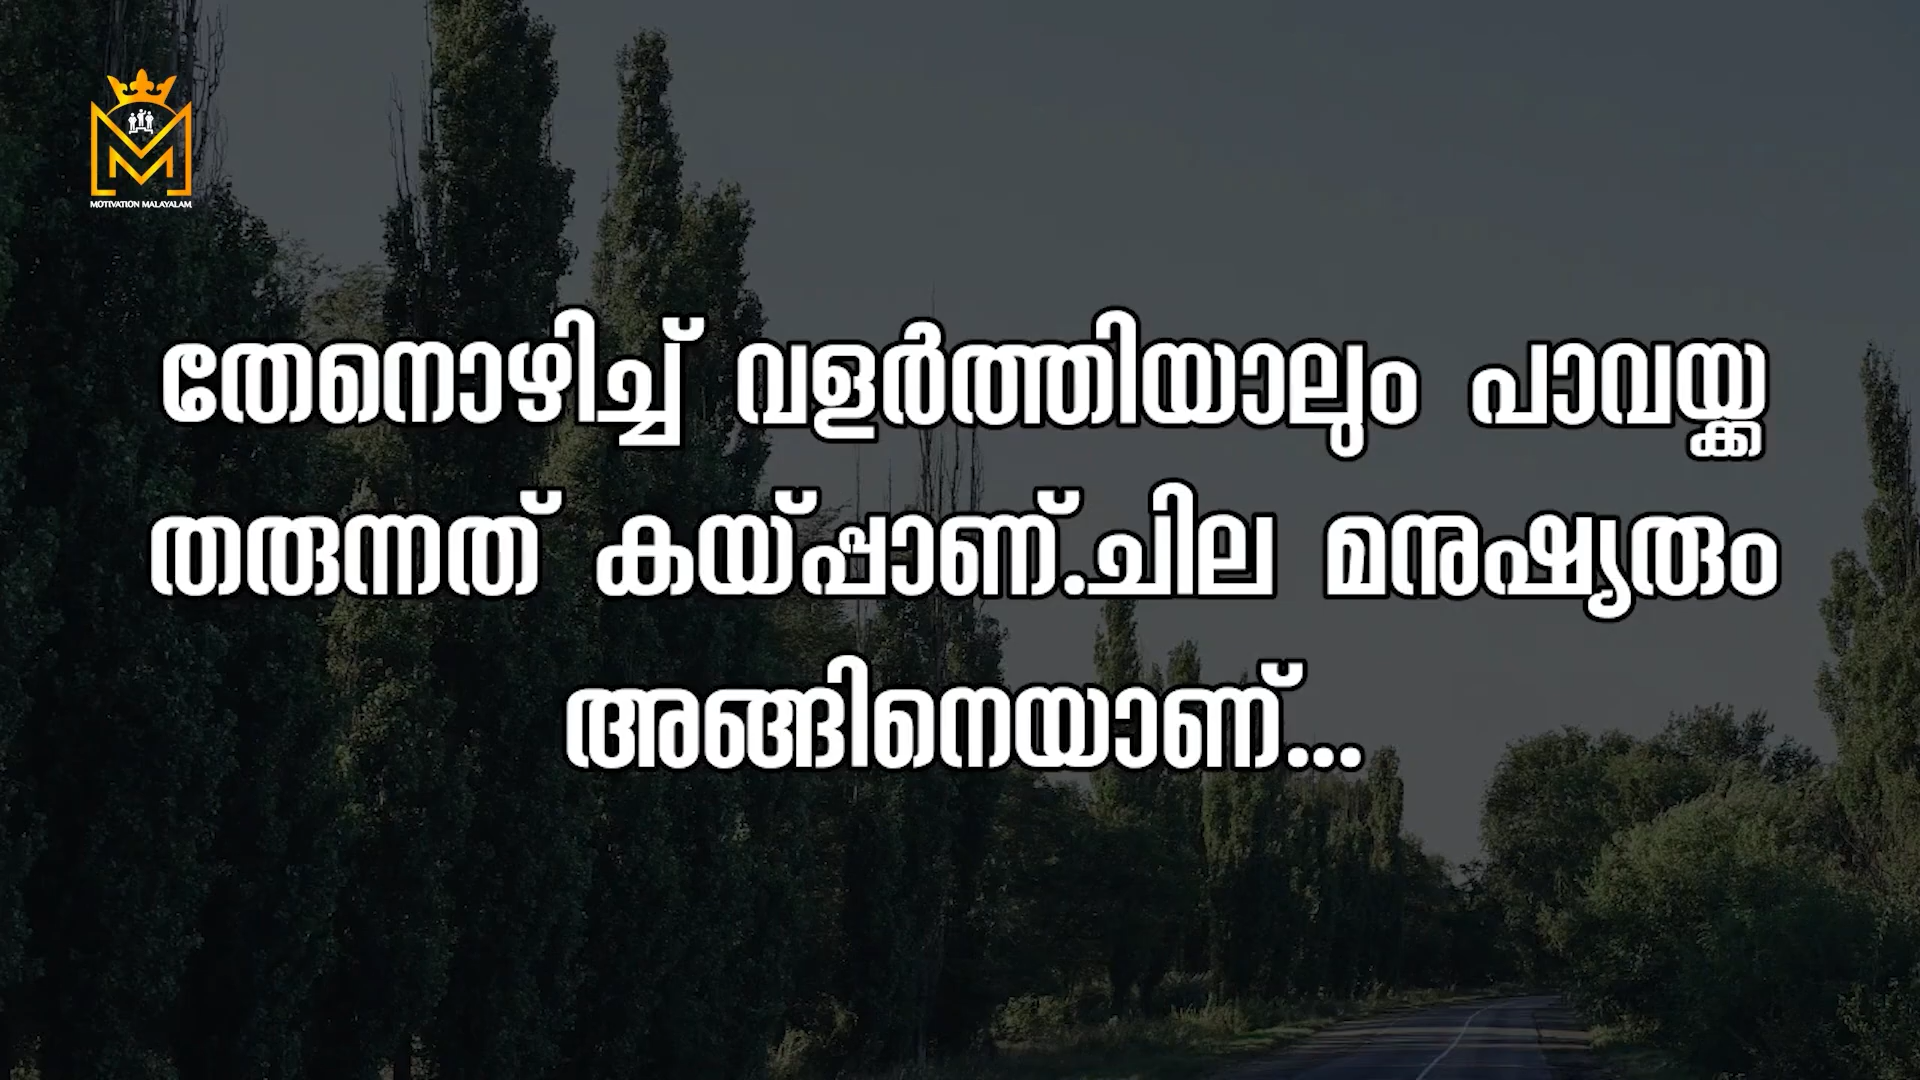 MOTIVATION MALAYALAM
തേനൊഴിച്ച് വളർത്തിയാലും പാവയ്ക്ക
തരുന്നത് കയ്പ്പാണ്.ചില മനുഷ്യരും
അങ്ങിനെയാണ്...